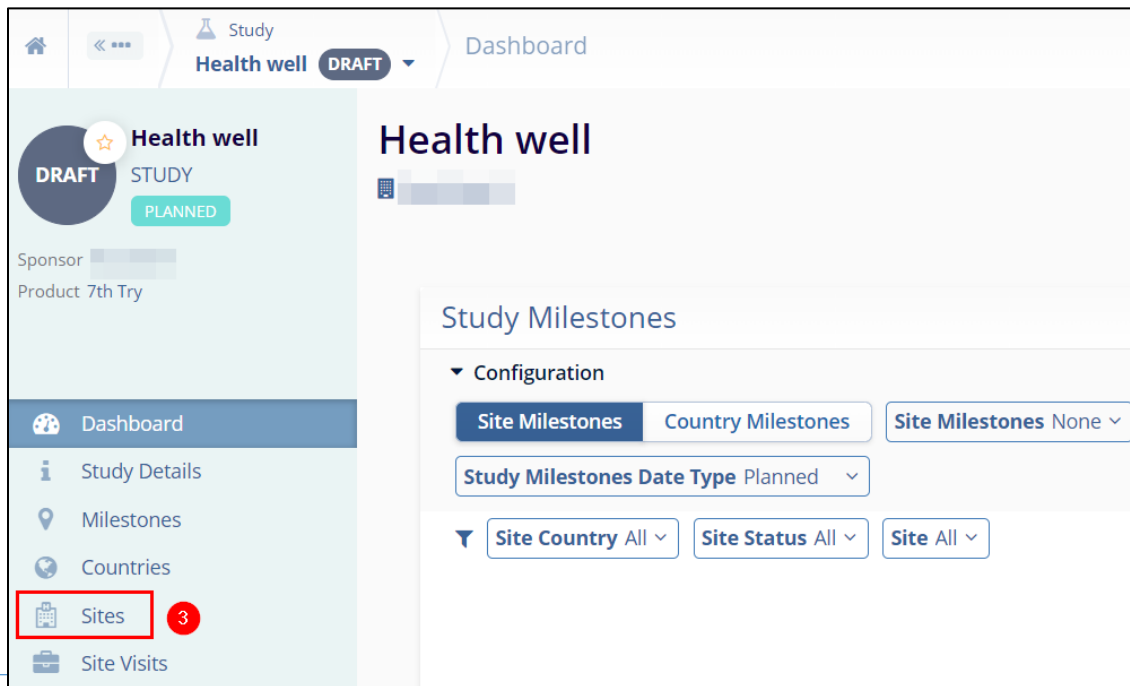 Study
Health well DRAFT
Dashboard
DRAFT
Health well
STUDY
PLANNED
Sponsor
Product 7th Try
Dashboard
Study Details
Milestones
Countries
Sites 3
Site Visits
Health well
Study Milestones
Configuration
Site Milestones Country Milestones Site Milestones None
Study Milestones Date Type Planned
Site Country All Site Status All Site All